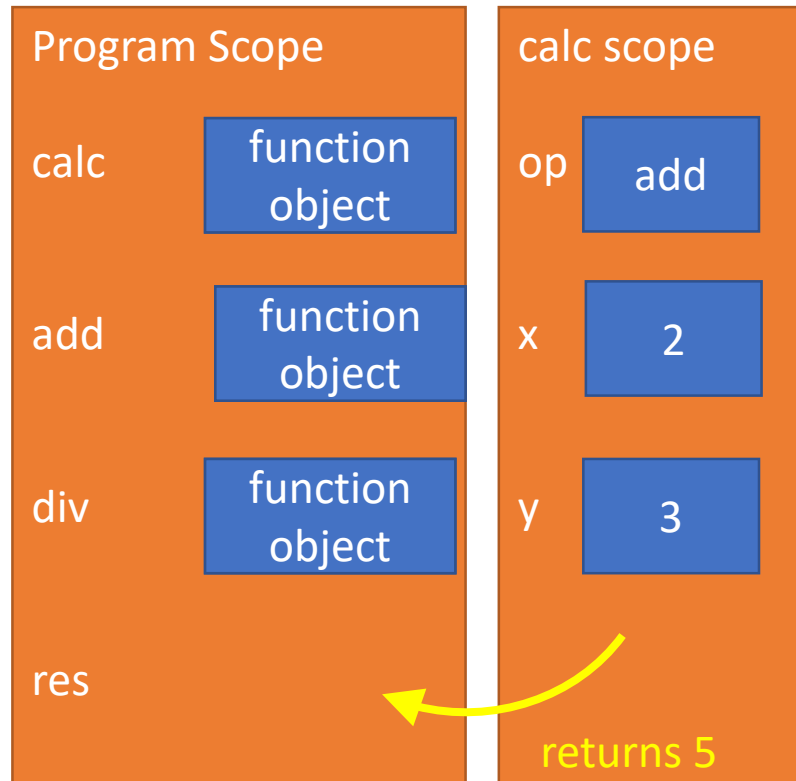 Program Scope
calc
function
object
add
function
object
div
function
object
res
calc scope
op
add
x
2
y
3
returns 5